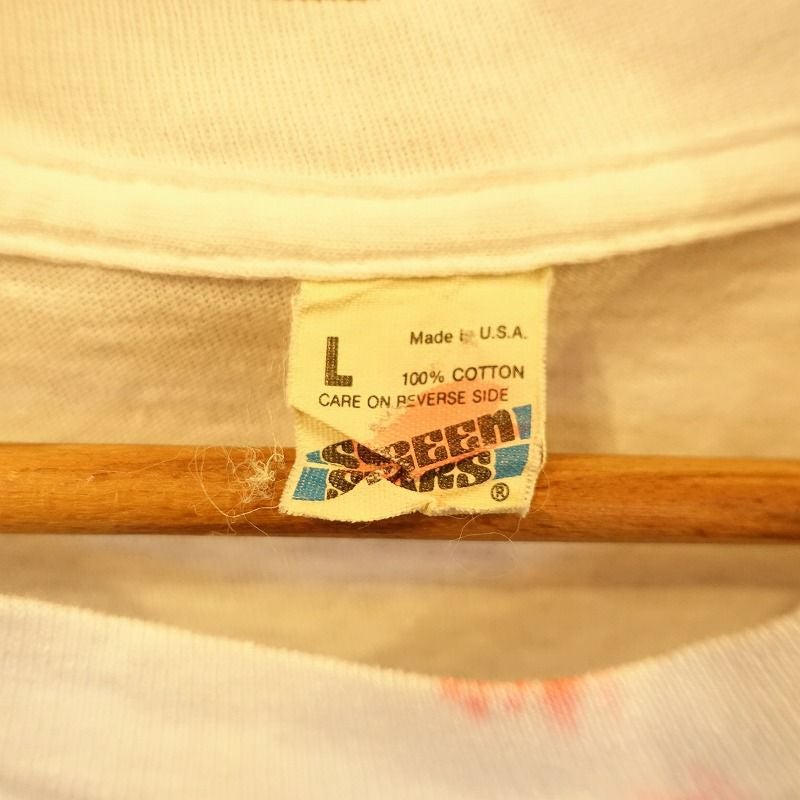 L
Made in U.S.A.
100% COTTON
CARE ON REVERSE SIDE
SCREEN
STARS
®